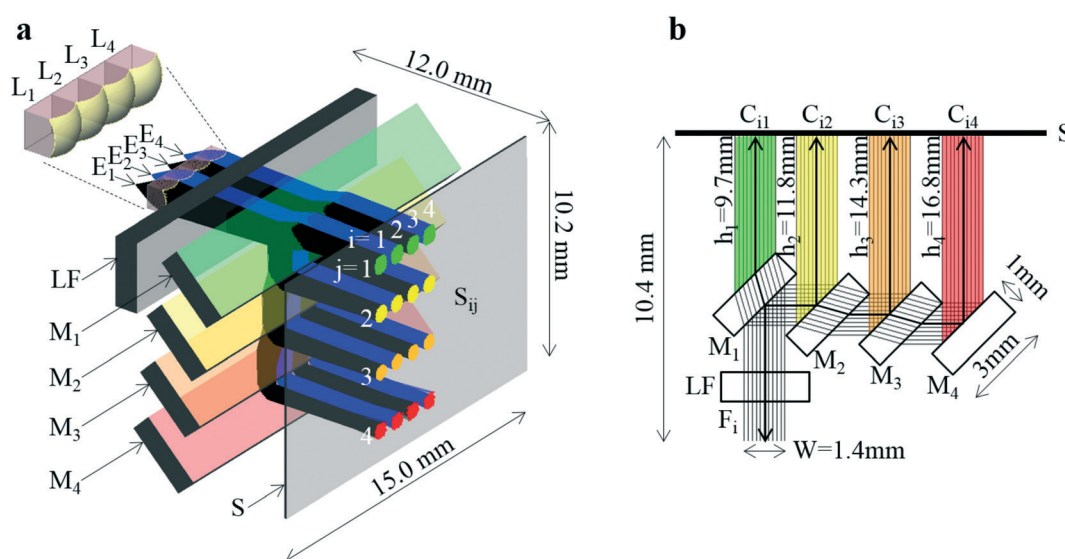 a
L1 L2 L3 L4
12.0 mm
E1 E2 E3 E4
10.2 mm
i= 1 2 3 4
j= 1
2
3
4
LF
M1
M2
M3
M4
S
Sij
15.0 mm
b
Ci1 Ci2 Ci3 Ci4
S
h1=9.7mm
h2=11.8mm
h3=14.3mm
h4=16.8mm
10.4 mm
1mm
3mm
M1
M2
M3
M4
LF
Fi
W=1.4mm